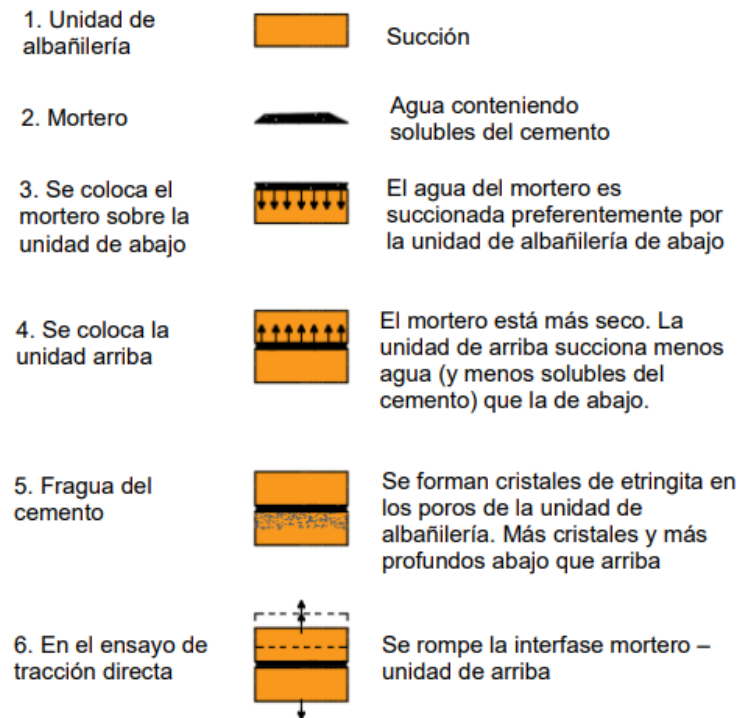 1. Unidad de
albañilería
Succión
2. Mortero
Agua conteniendo
solubles del cemento
3. Se coloca el
mortero sobre la
unidad de abajo
El agua del mortero es
succionada preferentemente por
la unidad de albañilería de abajo
4. Se coloca la
unidad arriba
El mortero está más seco. La
unidad de arriba succiona menos
agua (y menos solubles del
cemento) que la de abajo.
5. Fragua del
cemento
Se forman cristales de etringita en
los poros de la unidad de
albañilería. Más cristales y más
profundos abajo que arriba
6. En el ensayo de
tracción directa
Se rompe la interfase mortero –
unidad de arriba